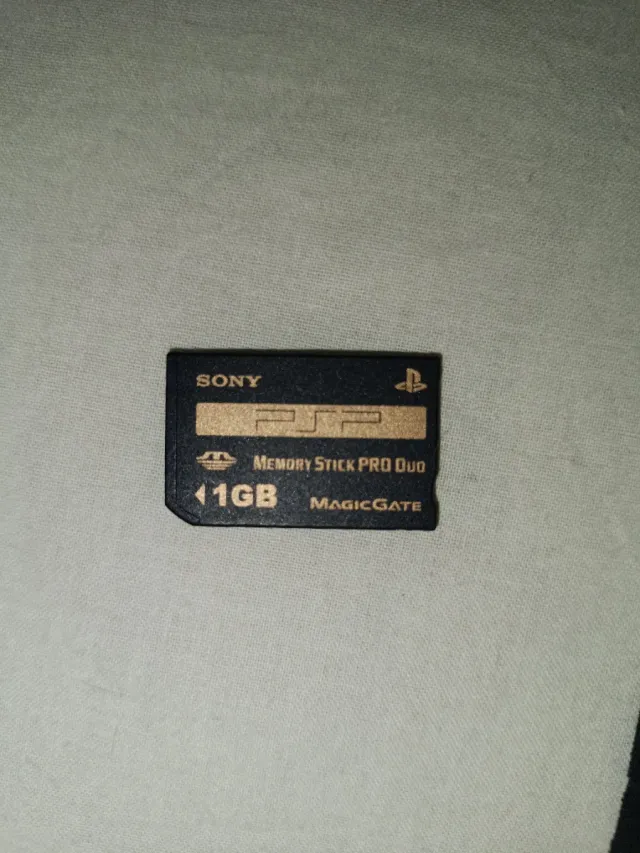 SONY
PSP
MEMORY STICK PRO DUO
1GB
MAGICGATE